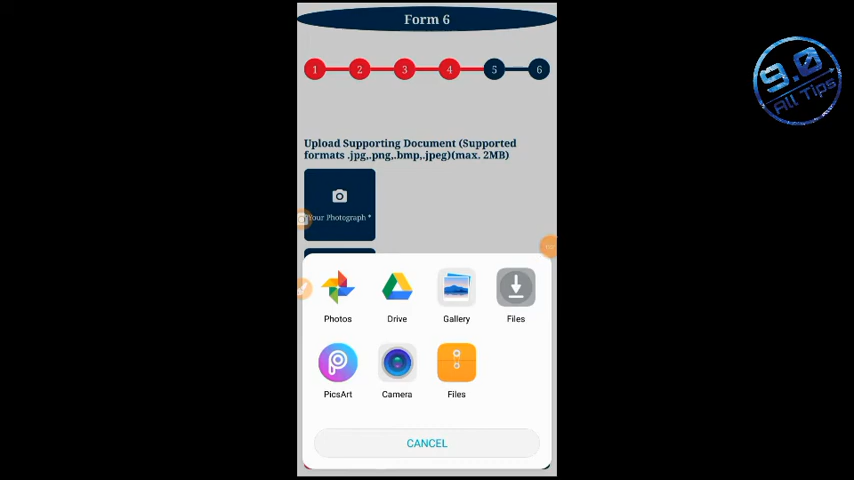 Form 6
1 2 3 4 5 6
Upload Supporting Document (Supported
formats .jpg,.png,.bmp,.jpeg)(max. 2MB)
Your Photograph *
Photos Drive Gallery Files
PicsArt Camera Files
CANCEL
9.0
All Tips